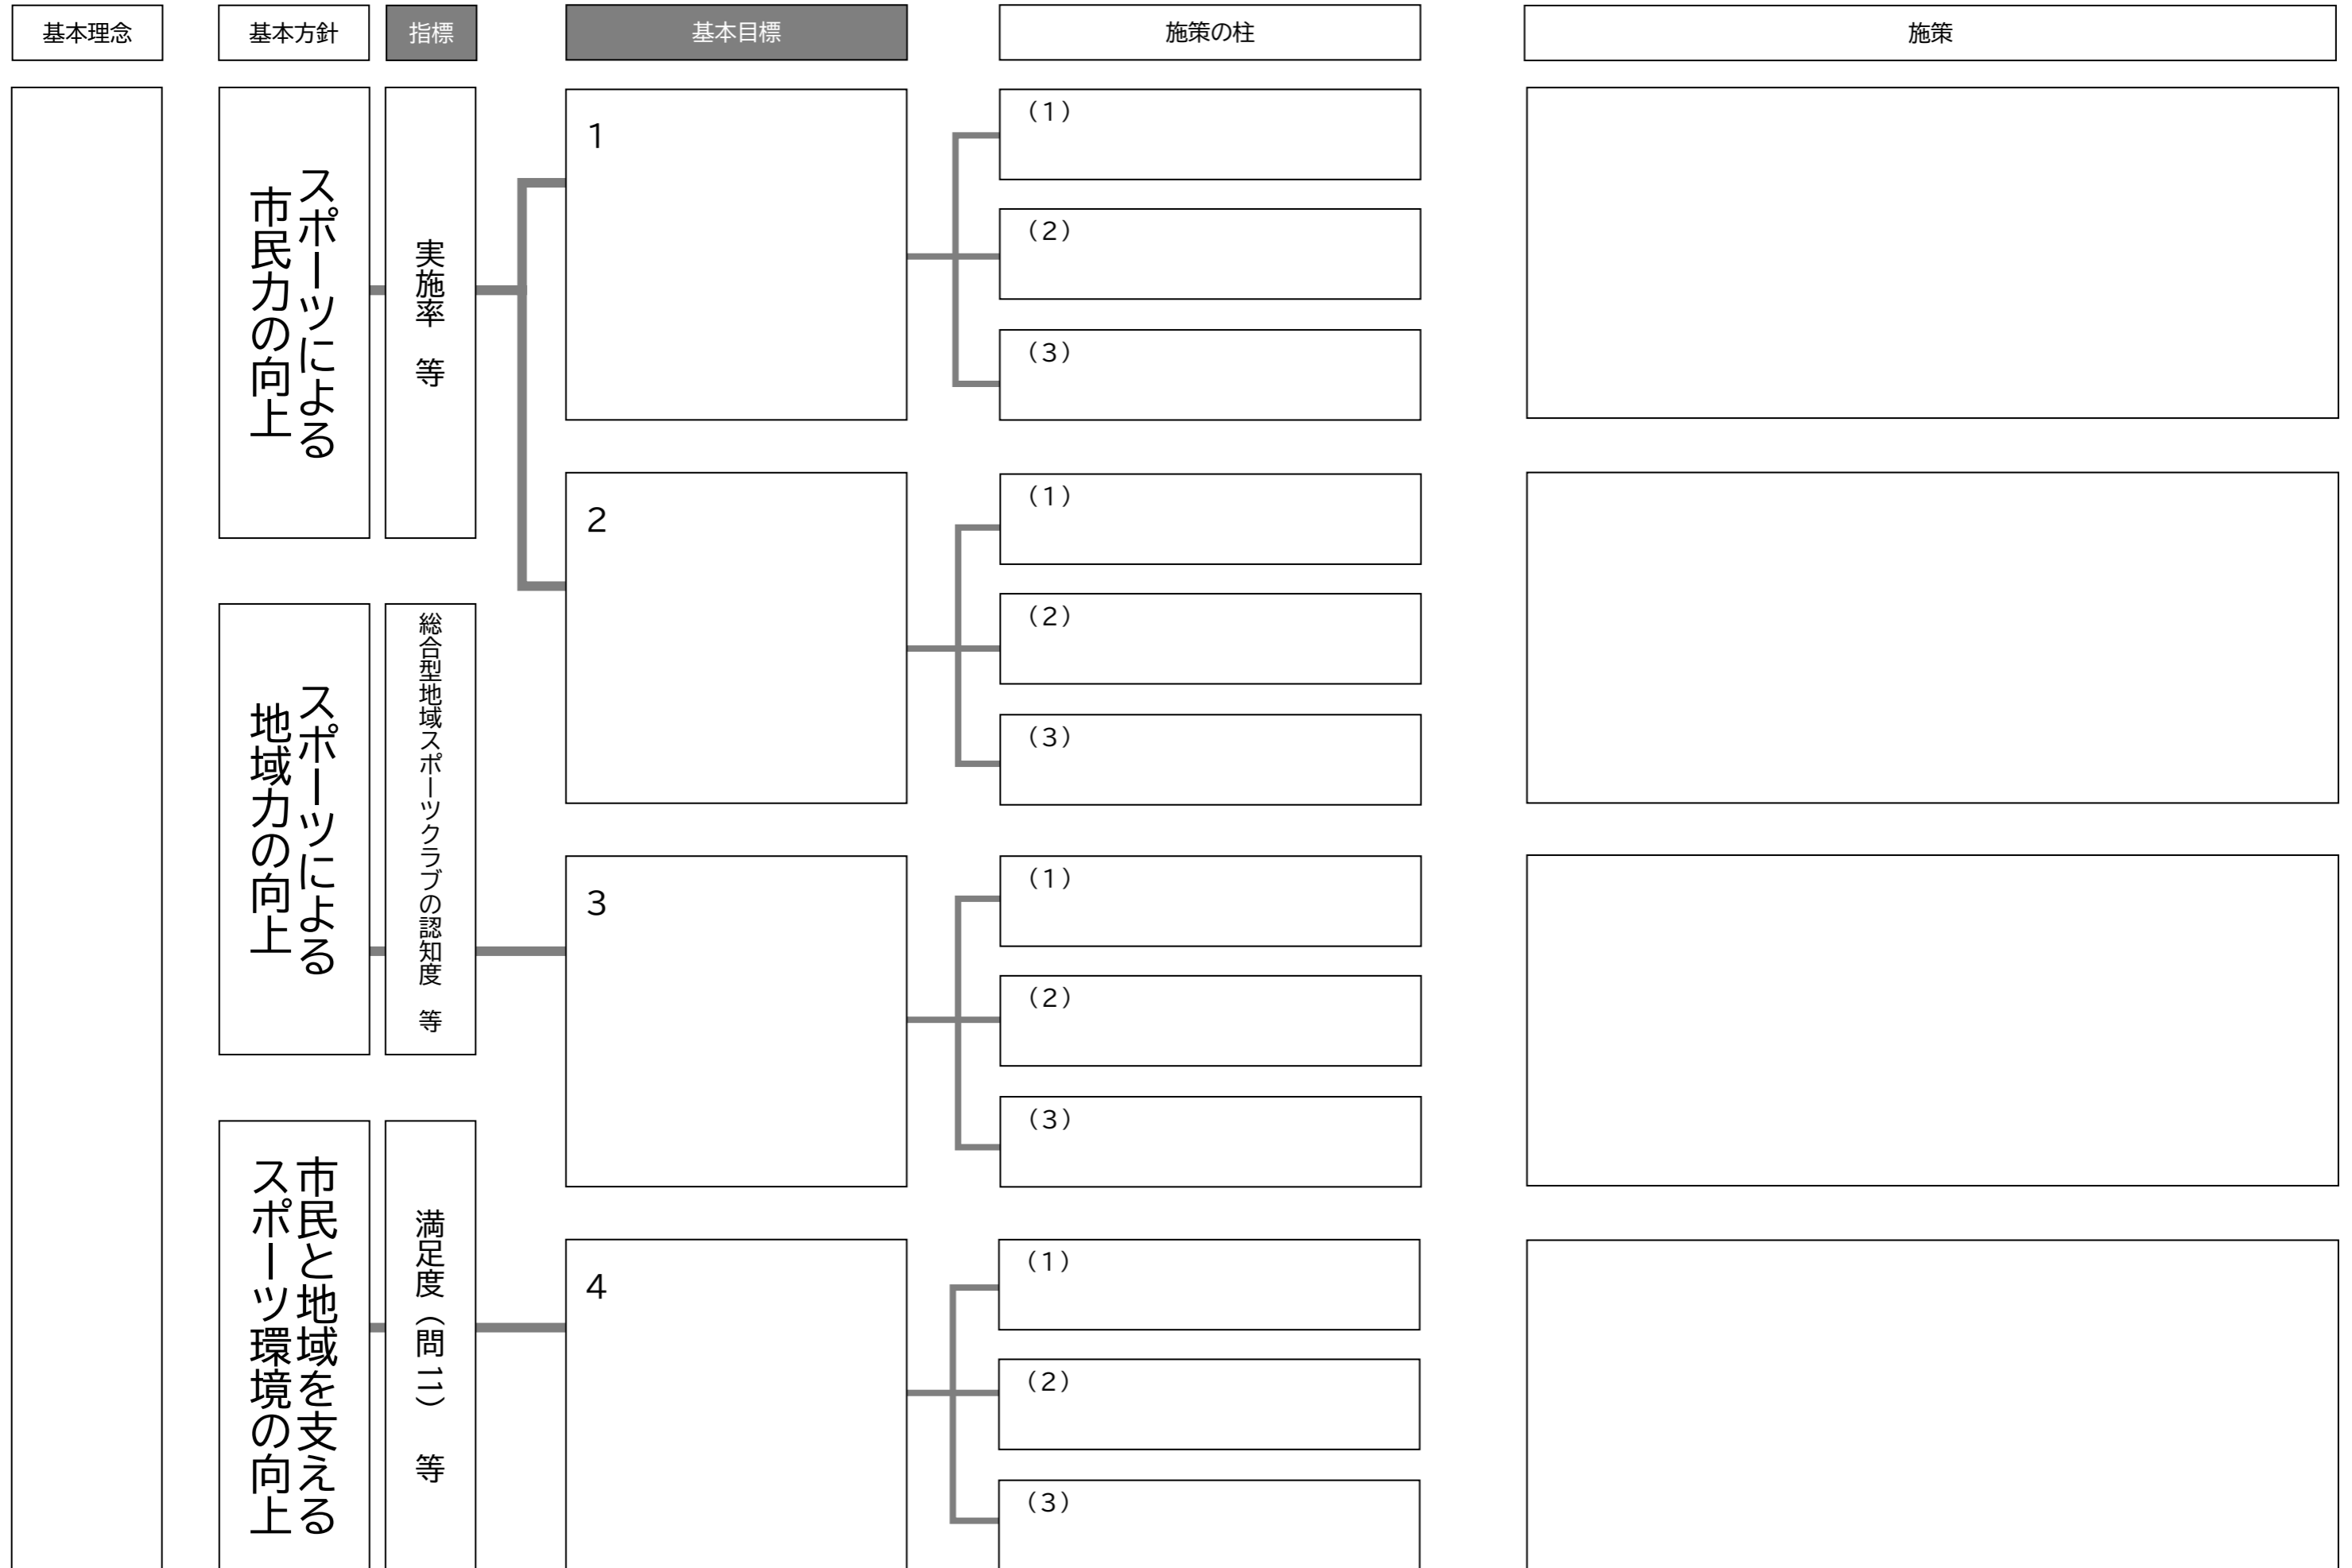 基本理念
基本方針
指標
基本目標
施策の柱
施策
スポーツによる
市民力の向上
実施率　等
1
（1）
（2）
（3）
2
（1）
（2）
（3）
スポーツによる
地域力の向上
総合型地域スポーツクラブの認知度　等
3
（1）
（2）
（3）
市民と地域を支える
スポーツ環境の向上
満足度（問11）　等
4
（1）
（2）
（3）